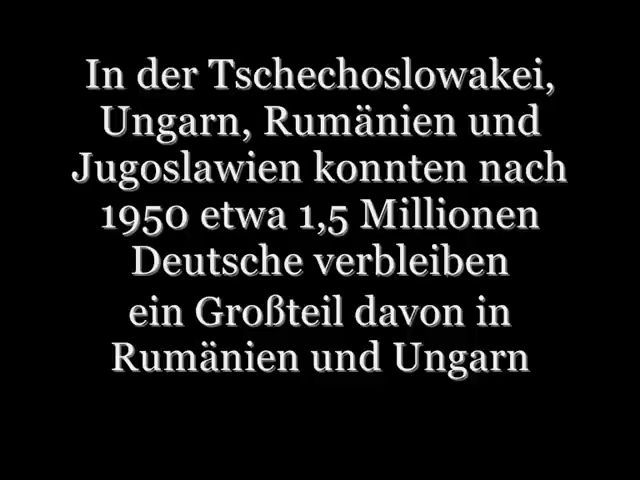 In der Tschechoslowakei,
Ungarn, Rumänien und
Jugoslawien konnten nach
1950 etwa 1,5 Millionen
Deutsche verbleiben
ein Großteil davon in
Rumänien und Ungarn